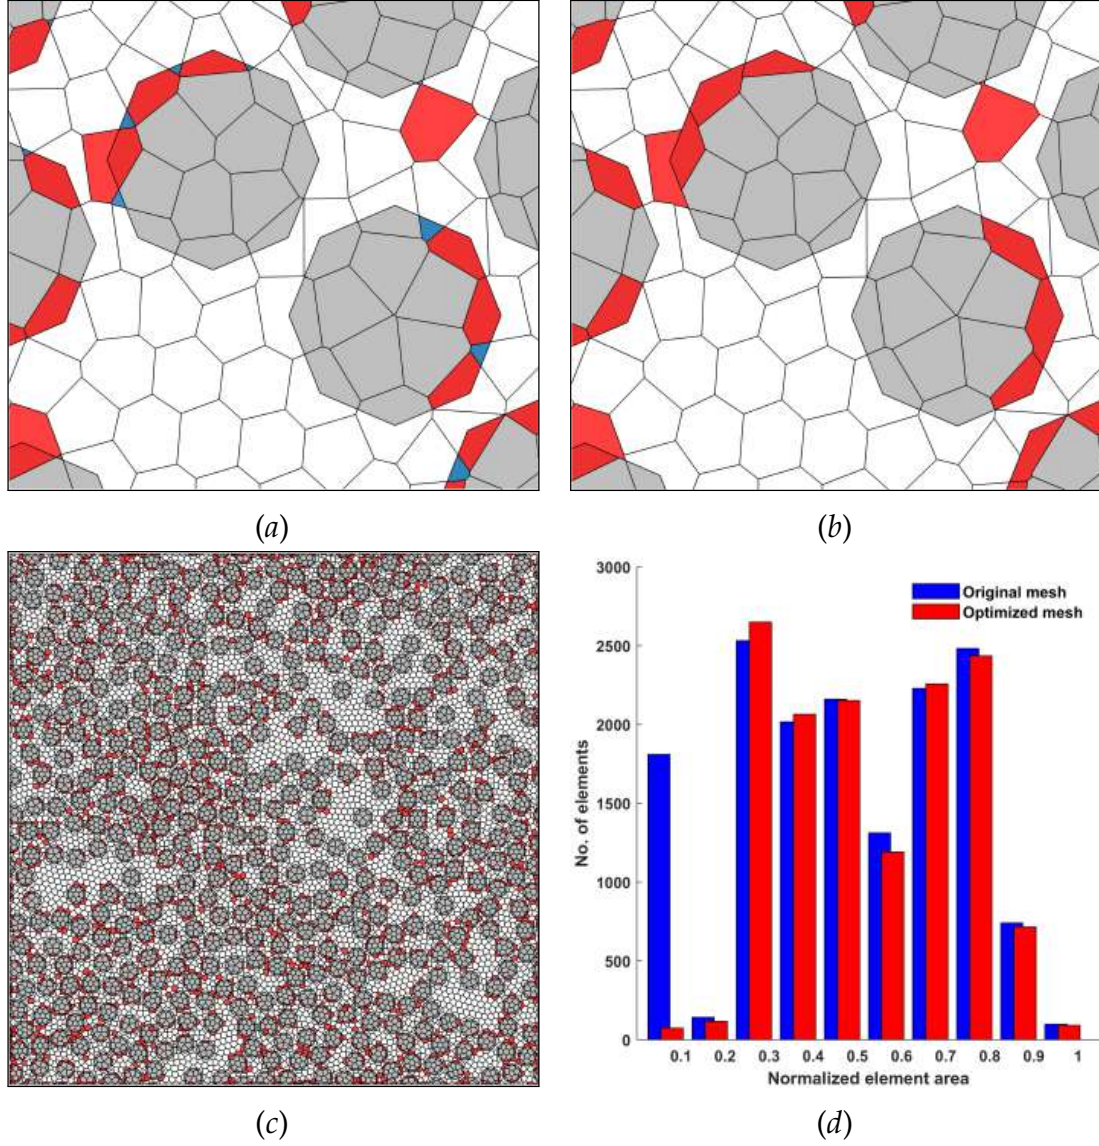 (a)
(b)
3000
2500
2000
1500
1000
500
0
No. of elements
Original mesh
Optimized mesh
0.1 0.2 0.3 0.4 0.5 0.6 0.7 0.8 0.9 1
Normalized element area
(c)
(d)